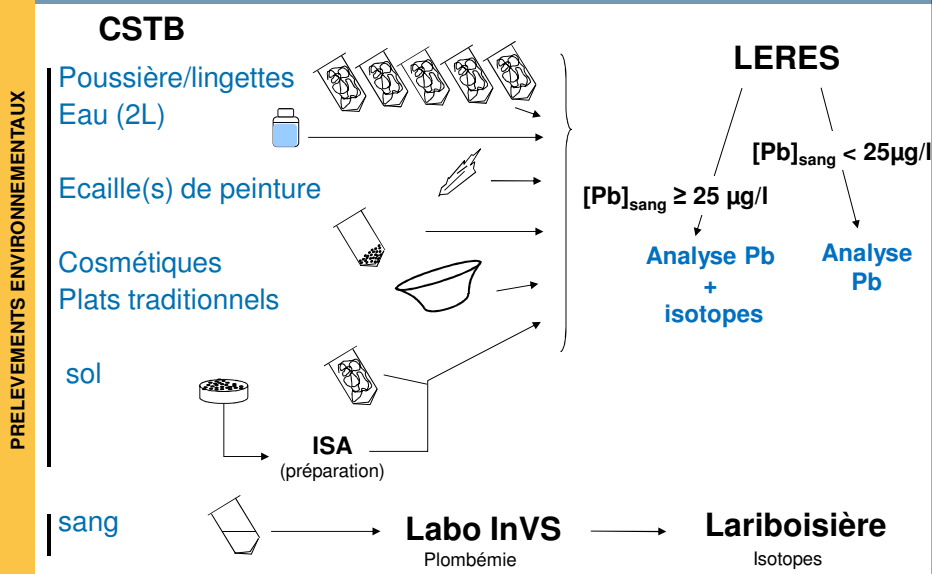 PRELEVEMENTS ENVIRONNEMENTAUX
CSTB
Poussière/lingettes
Eau (2L)
Ecaille(s) de peinture
Cosmétiques
Plats traditionnels
sol
ISA
(préparation)
LERES
[Pb]sang < 25µg/l
[Pb]sang ≥ 25 µg/l
Analyse Pb
+
isotopes
Analyse
Pb
sang
Labo InVS
Plombémie
Lariboisière
Isotopes